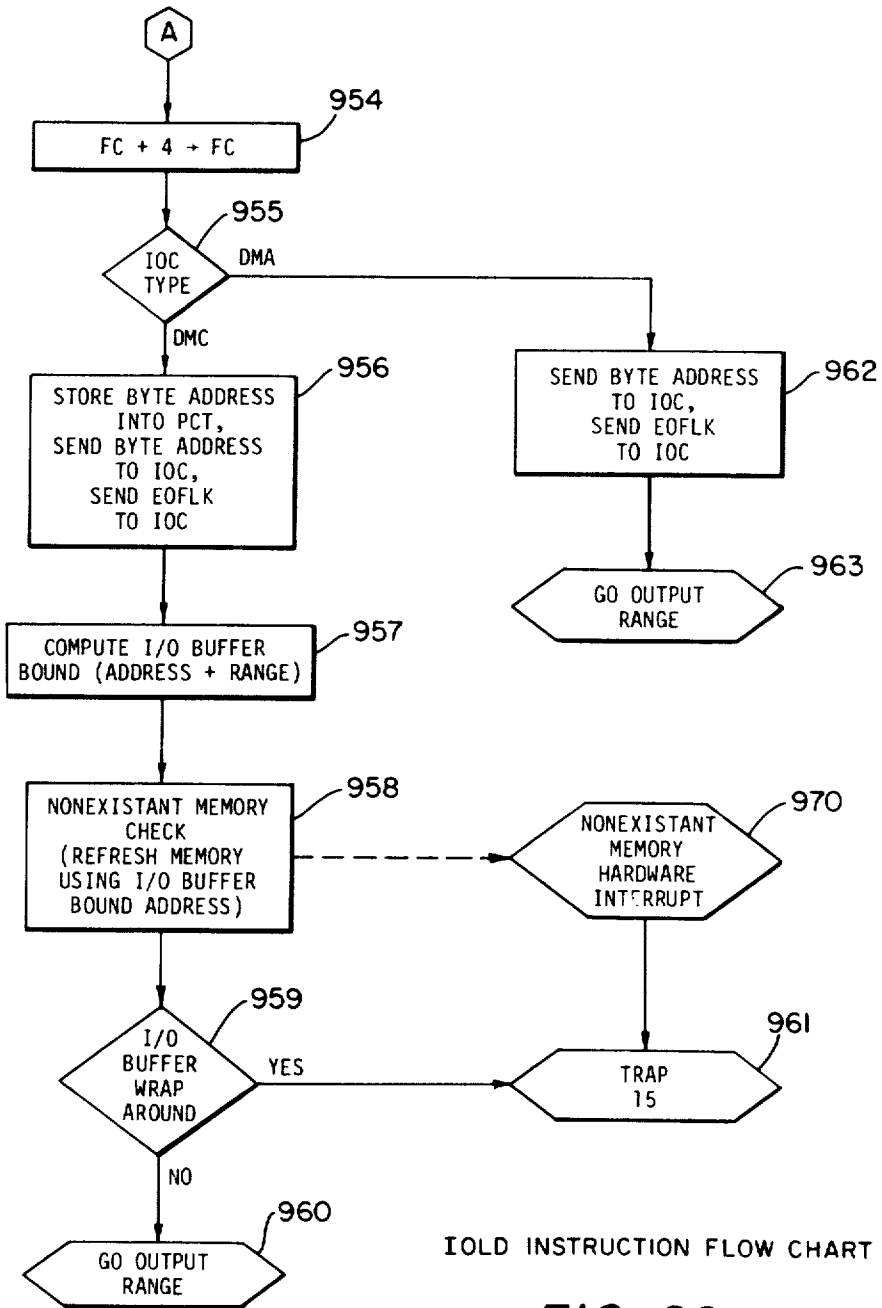 A
954
FC + 4 → FC
955
IOC
TYPE
DMA
DMC
956
STORE BYTE ADDRESS
INTO PCT,
SEND BYTE ADDRESS
TO IOC,
SEND EOFLK
TO IOC
962
SEND BYTE ADDRESS
TO IOC,
SEND EOFLK
TO IOC
963
GO OUTPUT
RANGE
957
COMPUTE I/O BUFFER
BOUND (ADDRESS + RANGE)
958
NONEXISTANT MEMORY
CHECK
(REFRESH MEMORY
USING I/O BUFFER
BOUND ADDRESS)
970
NONEXISTANT
MEMORY
HARDWARE
INTERRUPT
959
I/O
BUFFER
WRAP
AROUND
YES
NO
961
TRAP
15
960
GO OUTPUT
RANGE
IOLD INSTRUCTION FLOW CHART